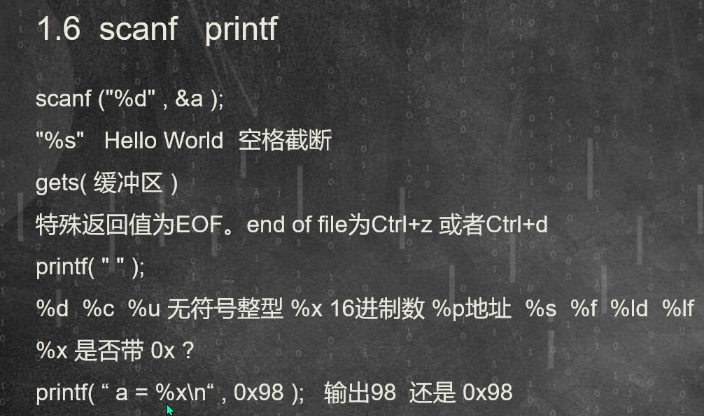 1.6 scanf printf
scanf ("%d" , &a );
"%s" Hello World 空格截断
gets( 缓冲区 )
特殊返回值为EOF。end of file为Ctrl+z 或者Ctrl+d
printf( " " );
%d %c %u 无符号整型 %x 16进制数 %p地址 %s %f %ld %lf
%x 是否带 0x ?
printf( “ a = %x\n“ , 0x98 ); 输出98 还是 0x98